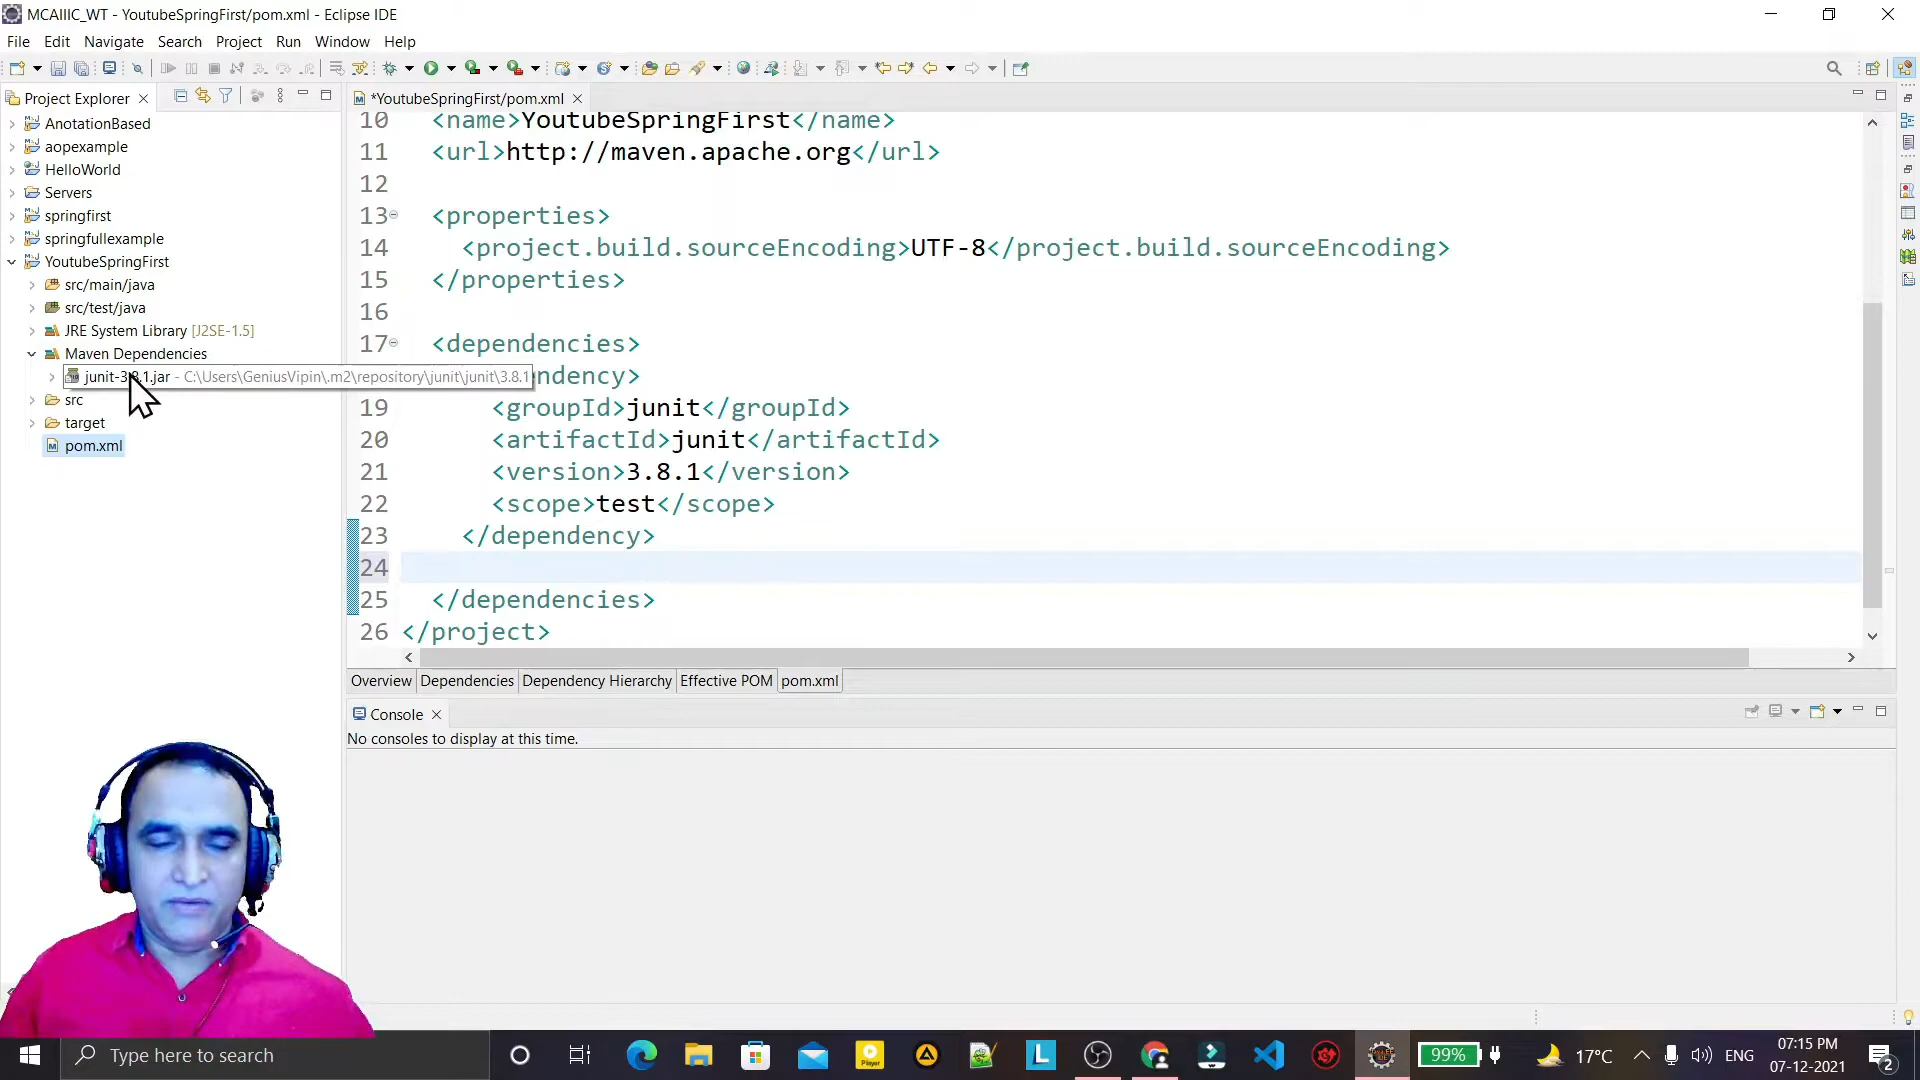 MCAIIIC_WT - YoutubeSpringFirst/pom.xml - Eclipse IDE
File Edit Navigate Search Project Run Window Help
Project Explorer
AnotationBased
aopexample
HelloWorld
Servers
springfirst
springfullexample
YoutubeSpringFirst
src/main/java
src/test/java
JRE System Library [J2SE-1.5]
Maven Dependencies
junit-3.8.1.jar - C:\Users\GeniusVipin\.m2\repository\junit\junit\3.8.1
src
target
pom.xml
*YoutubeSpringFirst/pom.xml
10 <name>YoutubeSpringFirst</name>
11 <url>http://maven.apache.org</url>
12
13 <properties>
14 <project.build.sourceEncoding>UTF-8</project.build.sourceEncoding>
15 </properties>
16
17 <dependencies>
ndency>
19 <groupId>junit</groupId>
20 <artifactId>junit</artifactId>
21 <version>3.8.1</version>
22 <scope>test</scope>
23 </dependency>
24
25 </dependencies>
26 </project>
Overview Dependencies Dependency Hierarchy Effective POM pom.xml
Console
No consoles to display at this time.
Type here to search
99%
17°C
ENG
07:15 PM
07-12-2021
2